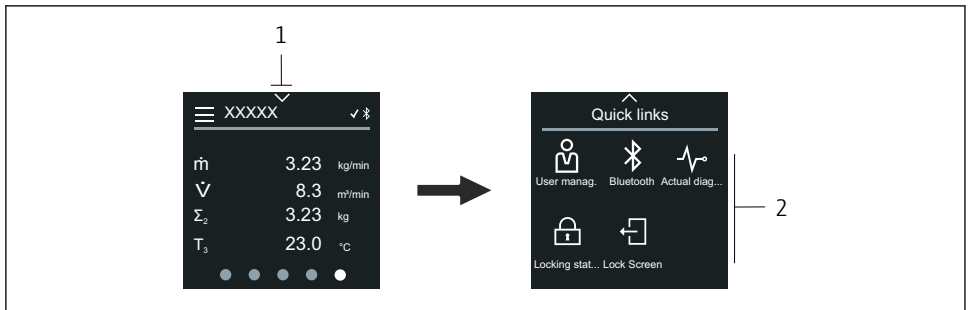 1
XXXXX
ṁ 3.23 kg/min
V̇ 8.3 m³/min
Σ₂ 3.23 kg
T₃ 23.0 °C
Quick links
User manag. Bluetooth Actual diag...
Locking stat... Lock Screen
2